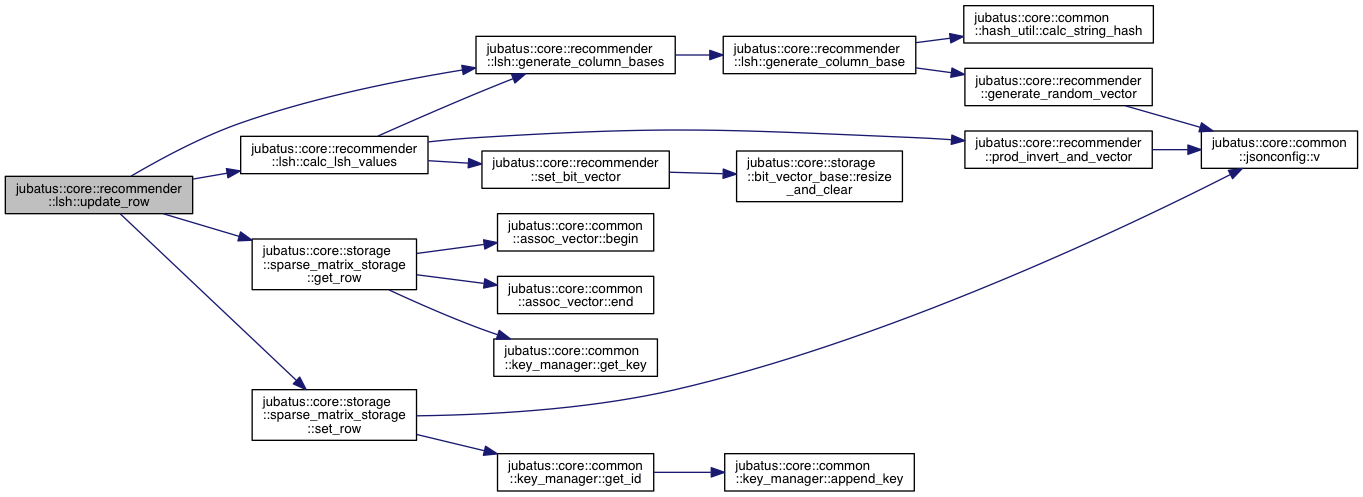 jubatus::core::recommender
::lsh::update_row
jubatus::core::recommender
::lsh::generate_column_bases
jubatus::core::recommender
::lsh::generate_column_base
jubatus::core::common
::hash_util::calc_string_hash
jubatus::core::recommender
::generate_random_vector
jubatus::core::common
::jsonconfig::v
jubatus::core::recommender
::lsh::calc_lsh_values
jubatus::core::recommender
::prod_invert_and_vector
jubatus::core::recommender
::set_bit_vector
jubatus::core::storage
::bit_vector_base::resize
_and_clear
jubatus::core::storage
::sparse_matrix_storage
::get_row
jubatus::core::common
::assoc_vector::begin
jubatus::core::common
::assoc_vector::end
jubatus::core::common
::key_manager::get_key
jubatus::core::storage
::sparse_matrix_storage
::set_row
jubatus::core::common
::key_manager::get_id
jubatus::core::common
::key_manager::append_key